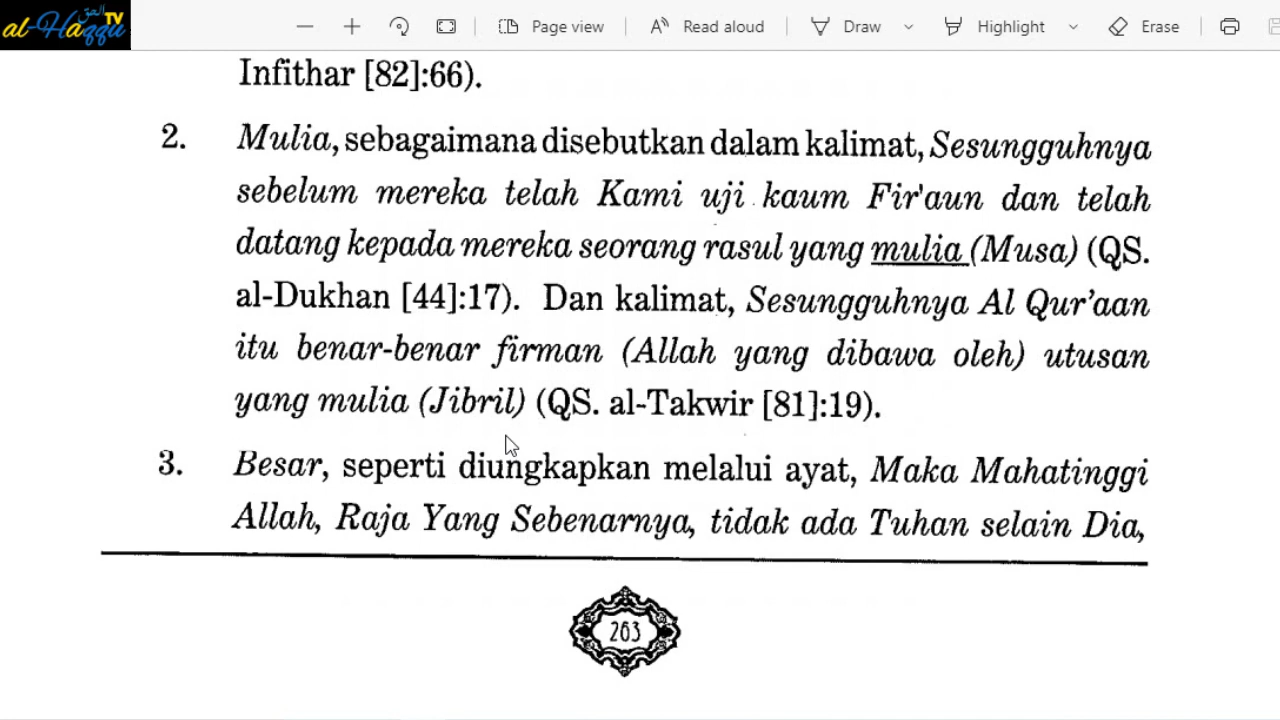 الحق
al-Haqqu TV
Page view
Read aloud
Draw
Highlight
Erase
Infithar [82]:66).
2. Mulia, sebagaimana disebutkan dalam kalimat, Sesungguhnya
sebelum mereka telah Kami uji kaum Fir'aun dan telah
datang kepada mereka seorang rasul yang mulia (Musa) (QS.
al-Dukhan [44]:17). Dan kalimat, Sesungguhnya Al Qur'aan
itu benar-benar firman (Allah yang dibawa oleh) utusan
yang mulia (Jibril) (QS. al-Takwir [81]:19).
3. Besar, seperti diungkapkan melalui ayat, Maka Mahatinggi
Allah, Raja Yang Sebenarnya, tidak ada Tuhan selain Dia,
263